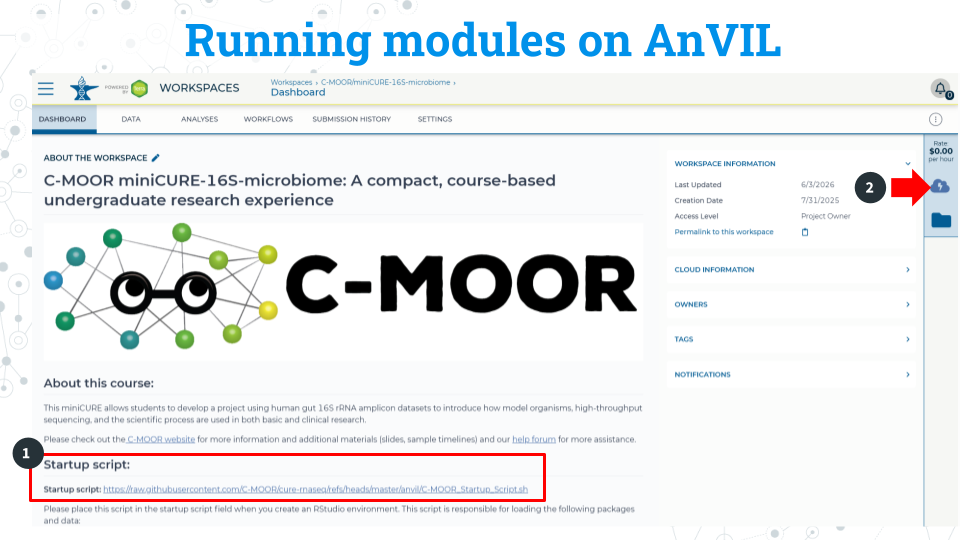 Running modules on AnVIL
POWERED BY
WORKSPACES
Workspaces › C-MOOR/miniCURE-16S-microbiome ›
Dashboard
0
DASHBOARD
DATA
ANALYSES
WORKFLOWS
SUBMISSION HISTORY
SETTINGS
Rate
$0.00
per hour
ABOUT THE WORKSPACE
C-MOOR miniCURE-16S-microbiome: A compact, course-based
undergraduate research experience
C-MOOR
About this course:
This miniCURE allows students to develop a project using human gut 16S rRNA amplicon datasets to introduce how model organisms, high-throughput
sequencing, and the scientific process are used in both basic and clinical research.
Please check out the C-MOOR website for more information and additional materials (slides, sample timelines) and our help forum for more assistance.
1
Startup script:
Startup script: https://raw.githubusercontent.com/C-MOOR/cure-rnaseq/refs/heads/master/anvil/C-MOOR_Startup_Script.sh
Please place this script in the startup script field when you create an RStudio environment. This script is responsible for loading the following packages
and data:
WORKSPACE INFORMATION
Last Updated 6/3/2026
Creation Date 7/31/2025
Access Level Project Owner
Permalink to this workspace
2
CLOUD INFORMATION
OWNERS
TAGS
NOTIFICATIONS